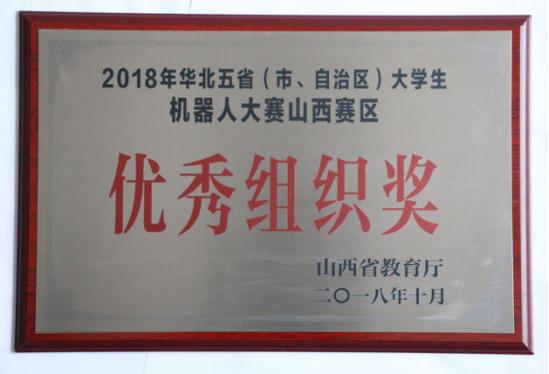 2018年华北五省（市、自治区）大学生
机器人大赛山西赛区
优秀组织奖
山西省教育厅
二〇一八年十月